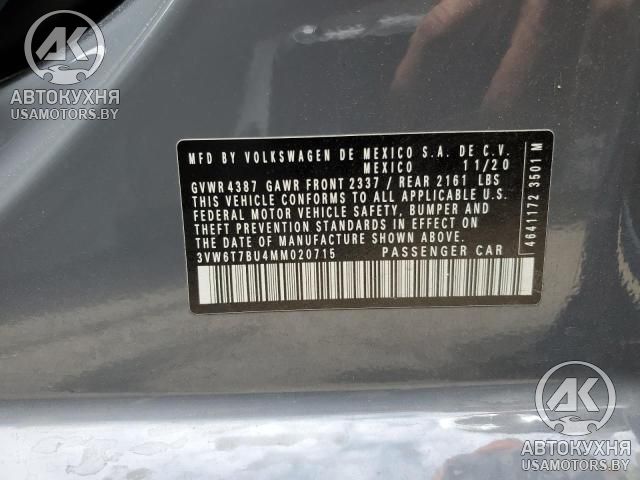 AK
АВТОКУХНЯ
USAMOTORS.BY
MFD BY VOLKSWAGEN DE MEXICO S.A. DE C.V.
MEXICO 11/20
GVWR 4387 GAWR FRONT 2337 / REAR 2161 LBS
THIS VEHICLE CONFORMS TO ALL APPLICABLE U.S.
FEDERAL MOTOR VEHICLE SAFETY, BUMPER AND
THEFT PREVENTION STANDARDS IN EFFECT ON
THE DATE OF MANUFACTURE SHOWN ABOVE.
3VW6T7BU4MM020715 PASSENGER CAR
4641172 3501 M
AK
АВТОКУХНЯ
USAMOTORS.BY